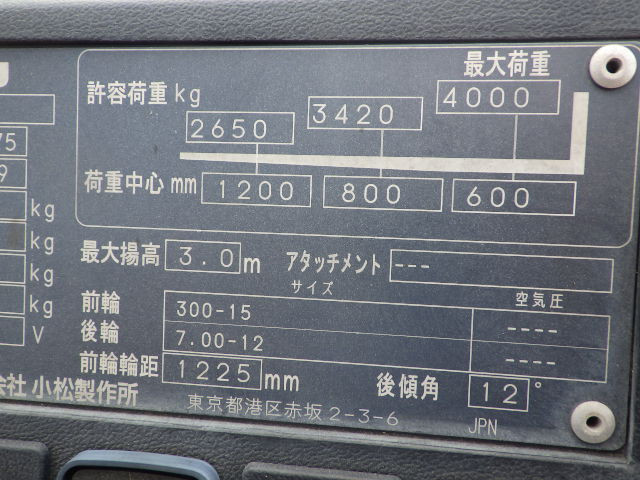 最大荷重
許容荷重 kg 2650 3420 4000
荷重中心 mm 1200 800 600
75
9
kg
kg
kg
kg
V
最大揚高 3.0 m アタッチメント ---
サイズ 空気圧
前輪 300-15 ----
後輪 7.00-12 ----
前輪輪距 1225 mm 後傾角 12°
会社 小松製作所
東京都港区赤坂2-3-6 JPN